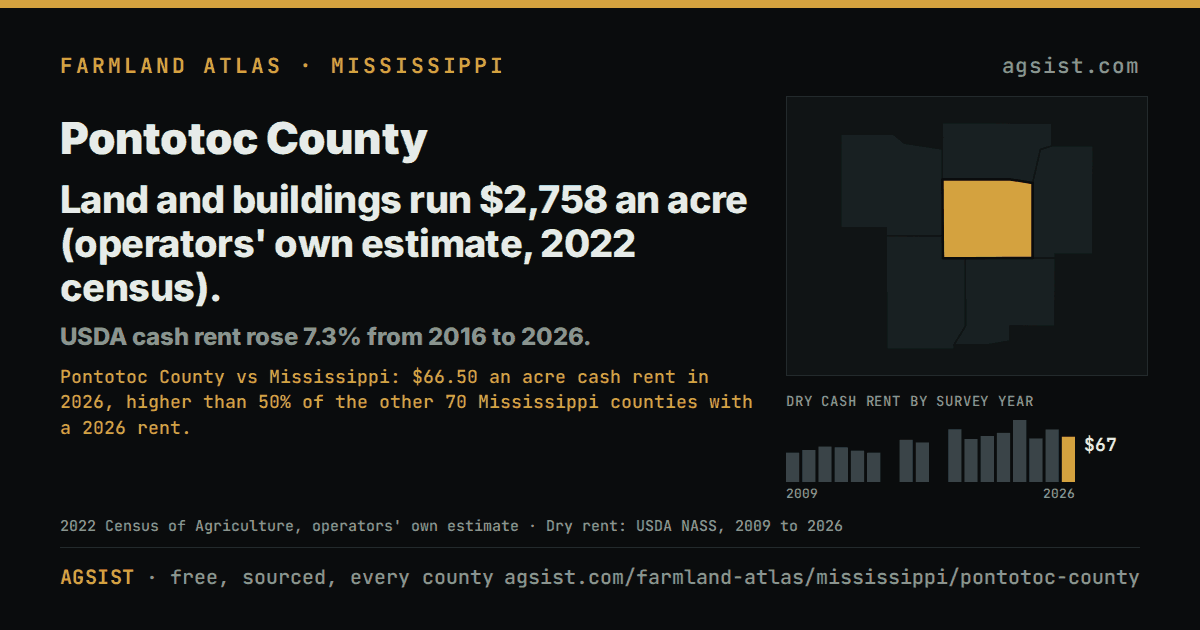 FARMLAND ATLAS · MISSISSIPPI
agsist.com
Pontotoc County
Land and buildings run $2,758 an acre
(operators' own estimate, 2022
census).
USDA cash rent rose 7.3% from 2016 to 2026.
Pontotoc County vs Mississippi: $66.50 an acre cash rent in
2026, higher than 50% of the other 70 Mississippi counties with
a 2026 rent.
DRY CASH RENT BY SURVEY YEAR
$67
2009
2026
2022 Census of Agriculture, operators' own estimate · Dry rent: USDA NASS, 2009 to 2026
AGSIST · free, sourced, every county
agsist.com/farmland-atlas/mississippi/pontotoc-county